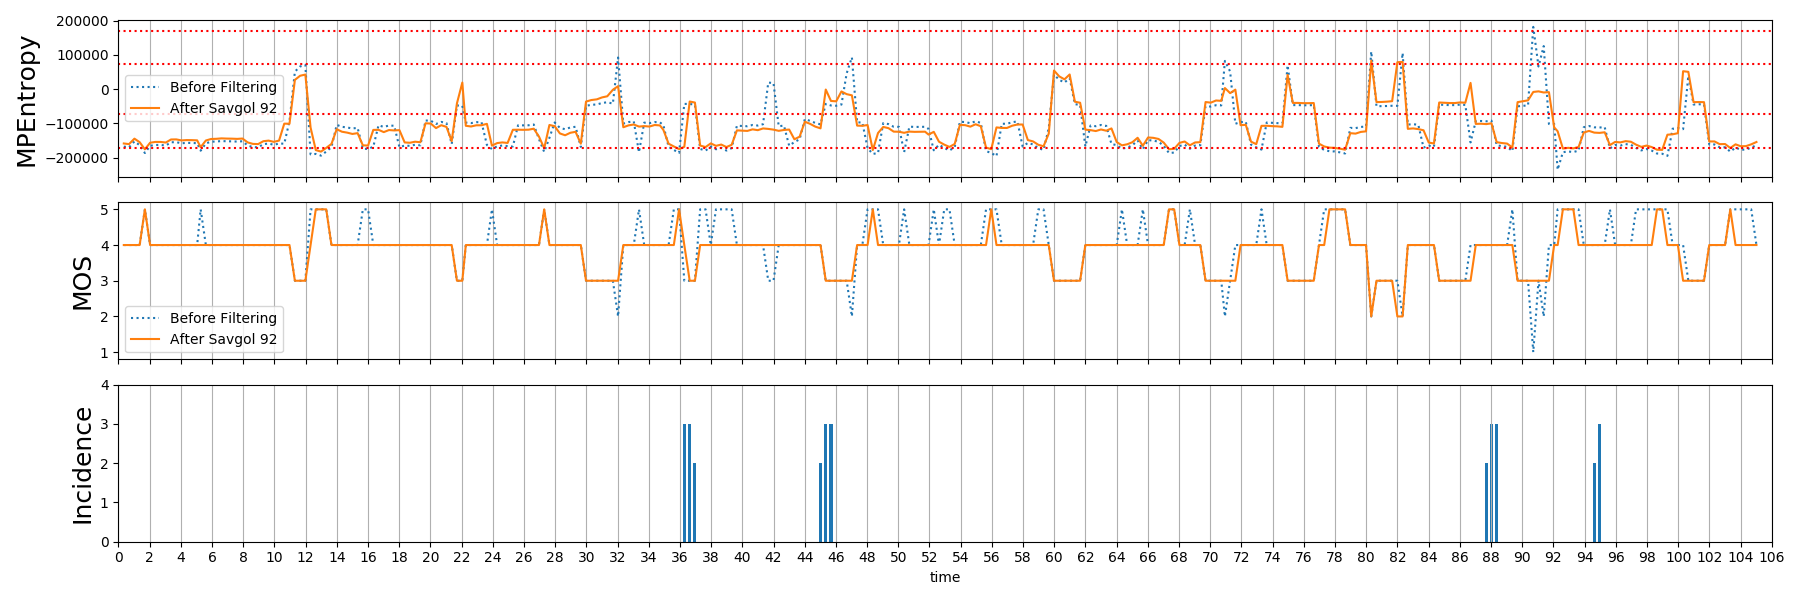 MPEntropy
200000
100000
0
−100000
−200000
Before Filtering
After Savgol 92
MOS
5
4
3
2
1
Before Filtering
After Savgol 92
Incidence
4
3
2
1
0
0 2 4 6 8 10 12 14 16 18 20 22 24 26 28 30 32 34 36 38 40 42 44 46 48 50 52 54 56 58 60 62 64 66 68 70 72 74 76 78 80 82 84 86 88 90 92 94 96 98 100 102 104 106
time